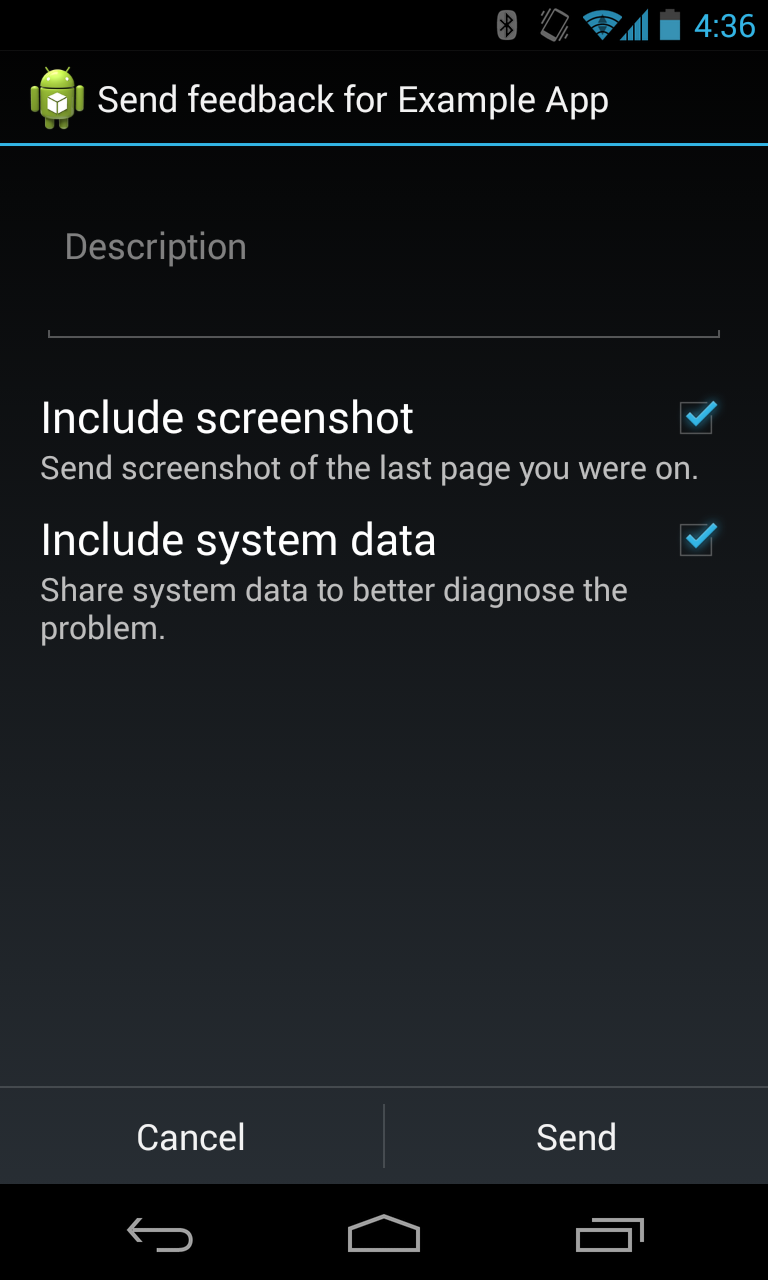 4:36
Send feedback for Example App
Description
Include screenshot
Send screenshot of the last page you were on.
Include system data
Share system data to better diagnose the
problem.
Cancel
Send